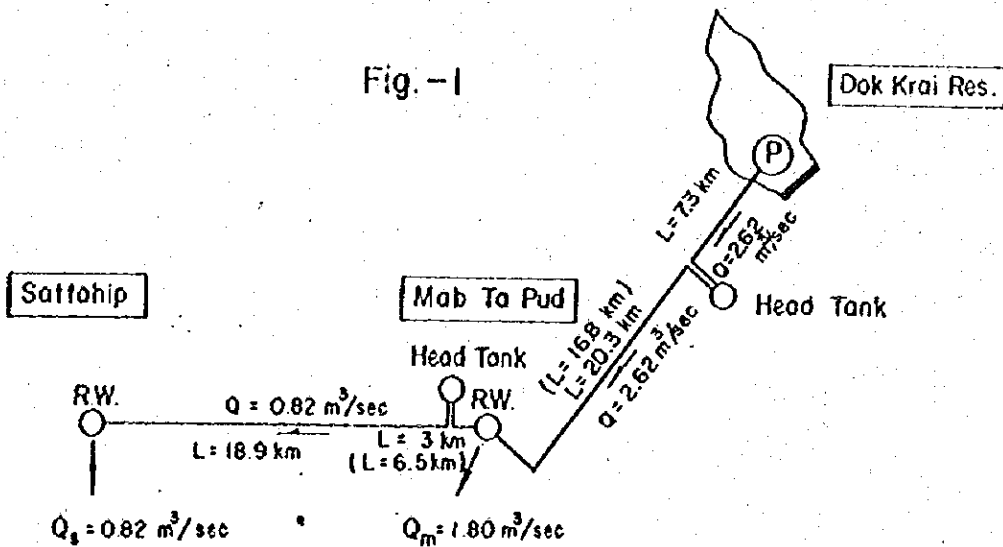 Fig.-1
Dok Krai Res.
P
L=7.3 km
Q=2.62 m³/sec
Head Tank
(L=16.8 km)
L=20.3 km
Q=2.62 m³/sec
Sattahip
Mab Ta Pud
Head Tank
R.W.
R.W.
Q = 0.82 m³/sec
L=18.9 km
L = 3 km
(L=6.5km)
Qs=0.82 m³/sec
Qm=1.80 m³/sec